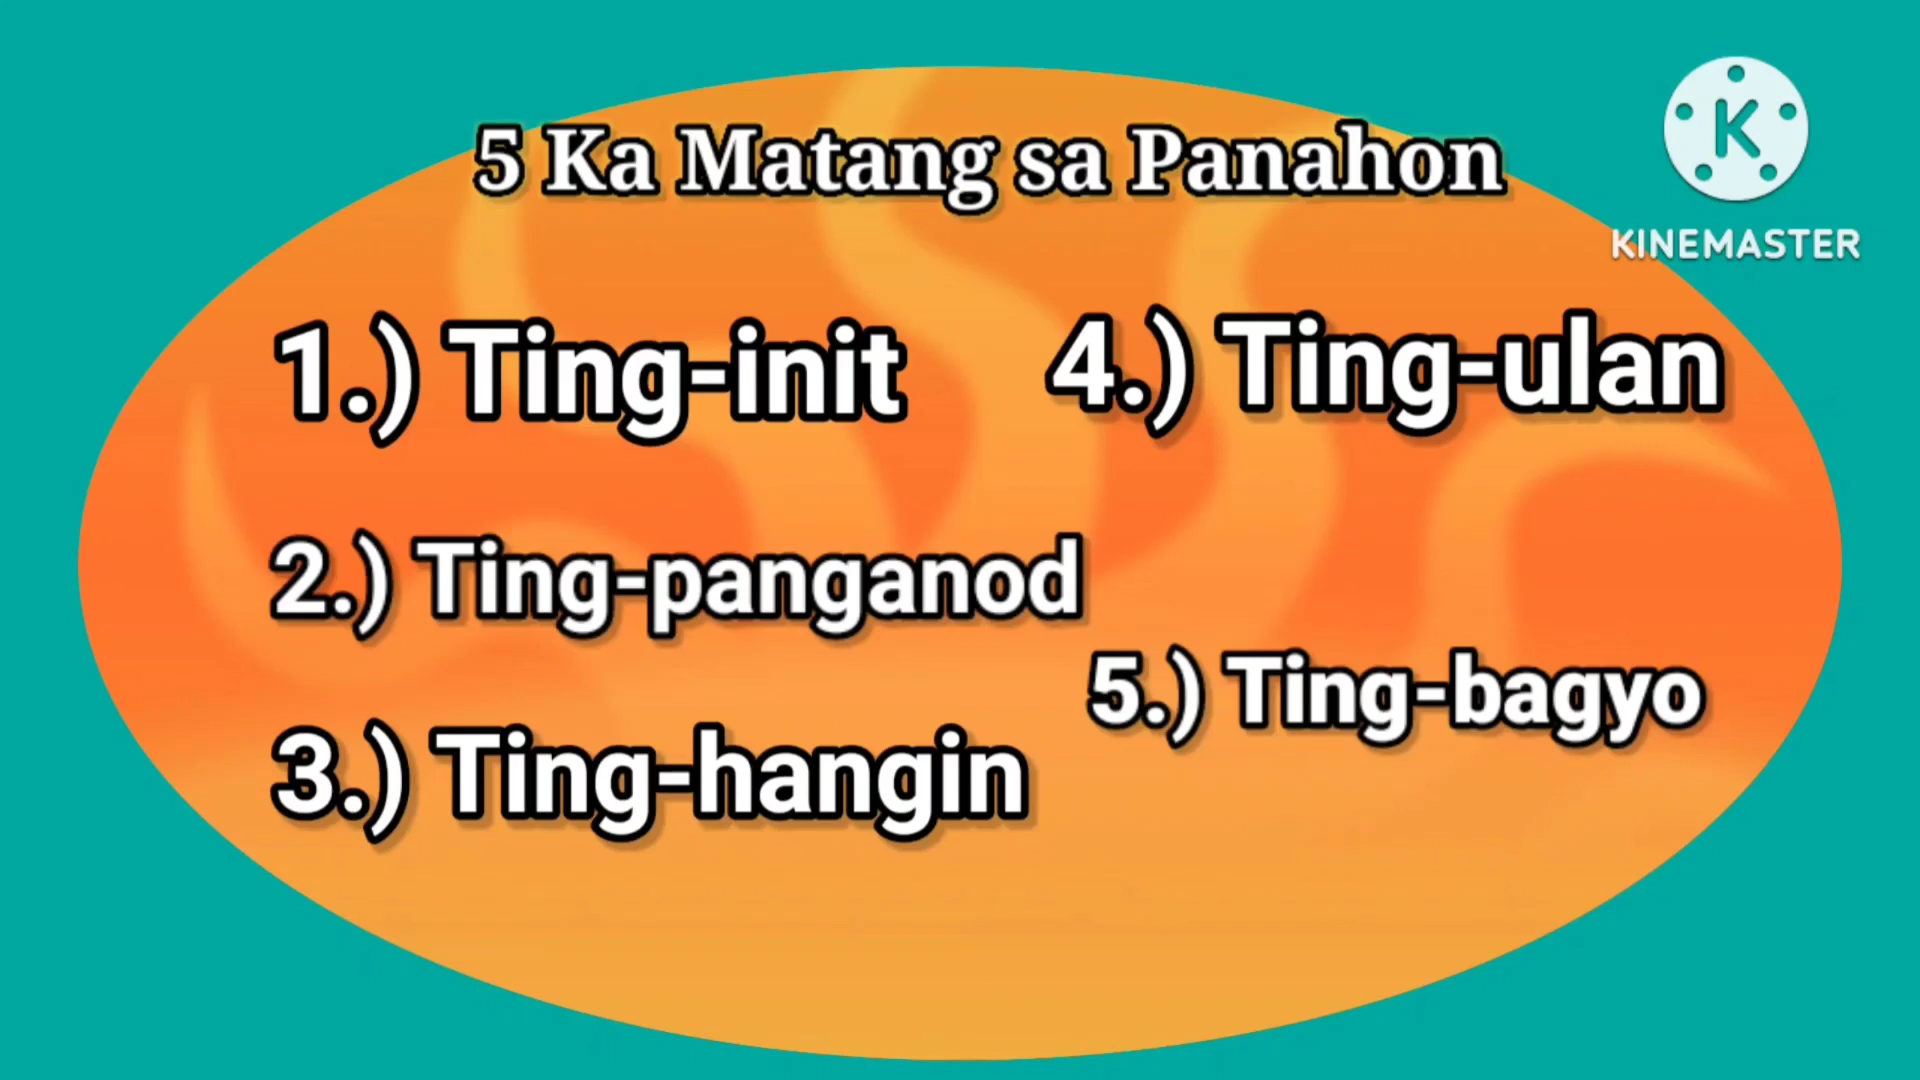 5 Ka Matang sa Panahon
1.) Ting-init
2.) Ting-panganod
3.) Ting-hangin
4.) Ting-ulan
5.) Ting-bagyo
K
KINEMASTER